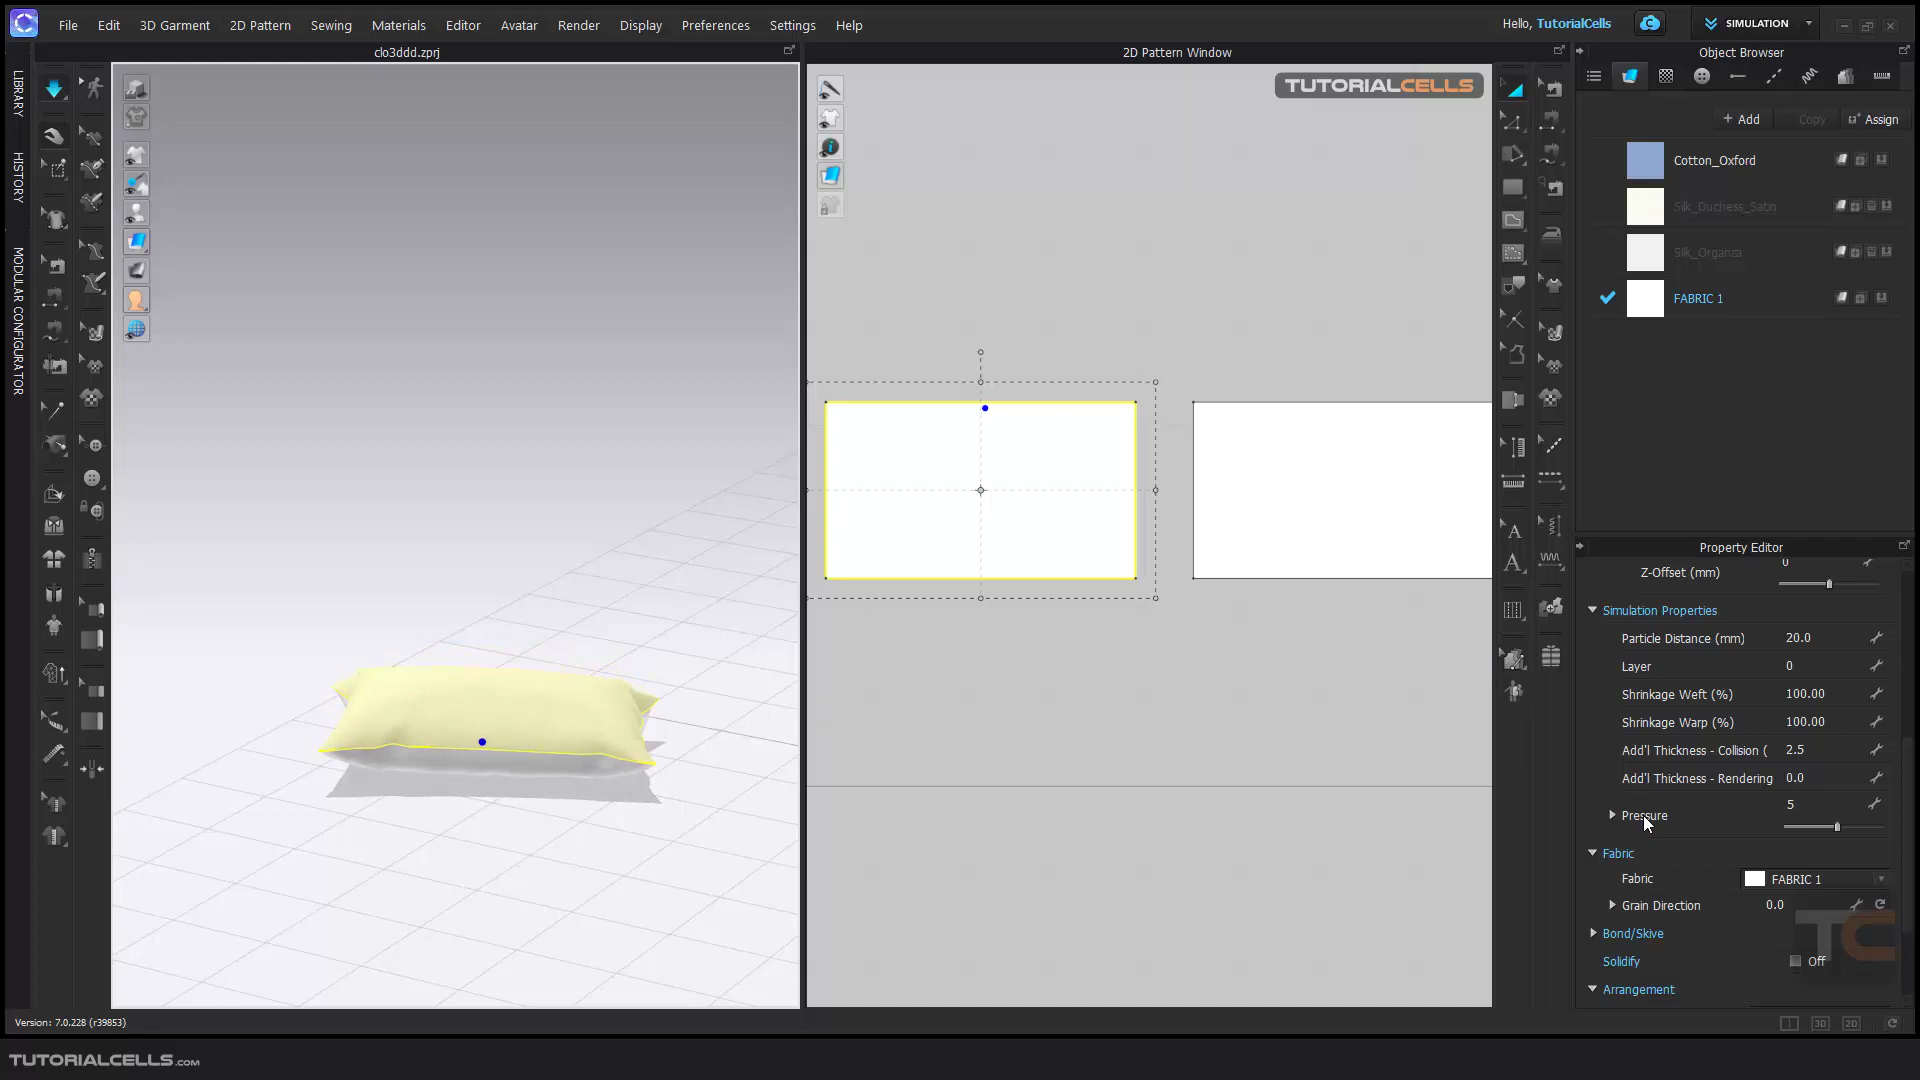 File Edit 3D Garment 2D Pattern Sewing Materials Editor Avatar Render Display Preferences Settings Help
Hello, TutorialCells
SIMULATION
clo3ddd.zprj
2D Pattern Window
Object Browser
LIBRARY
HISTORY
MODULAR CONFIGURATOR
TUTORIALCELLS
+ Add
Copy
Assign
Cotton_Oxford
Silk_Duchess_Satin
Silk_Organza
FABRIC 1
A
A
Property Editor
Z-Offset (mm) 0
Simulation Properties
Particle Distance (mm) 20.0
Layer 0
Shrinkage Weft (%) 100.00
Shrinkage Warp (%) 100.00
Add'l Thickness - Collision ( 2.5
Add'l Thickness - Rendering 0.0
Pressure 5
Fabric
Fabric FABRIC 1
Grain Direction 0.0
Bond/Skive
Solidify Off
Arrangement
TC
Version: 7.0.228 (r39853)
3D 2D
TUTORIALCELLS.com